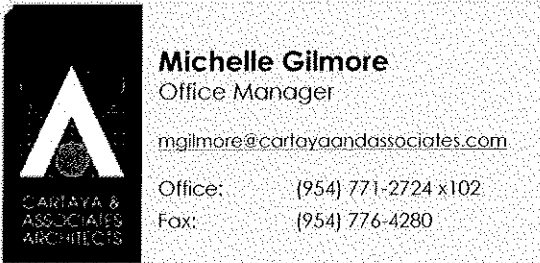 Michelle Gilmore
Office Manager
mgilmore@cartayaandassociates.com
Office: (954) 771-2724 x102
Fax: (954) 776-4280
CARTAYA &
ASSOCIATES
ARCHITECTS